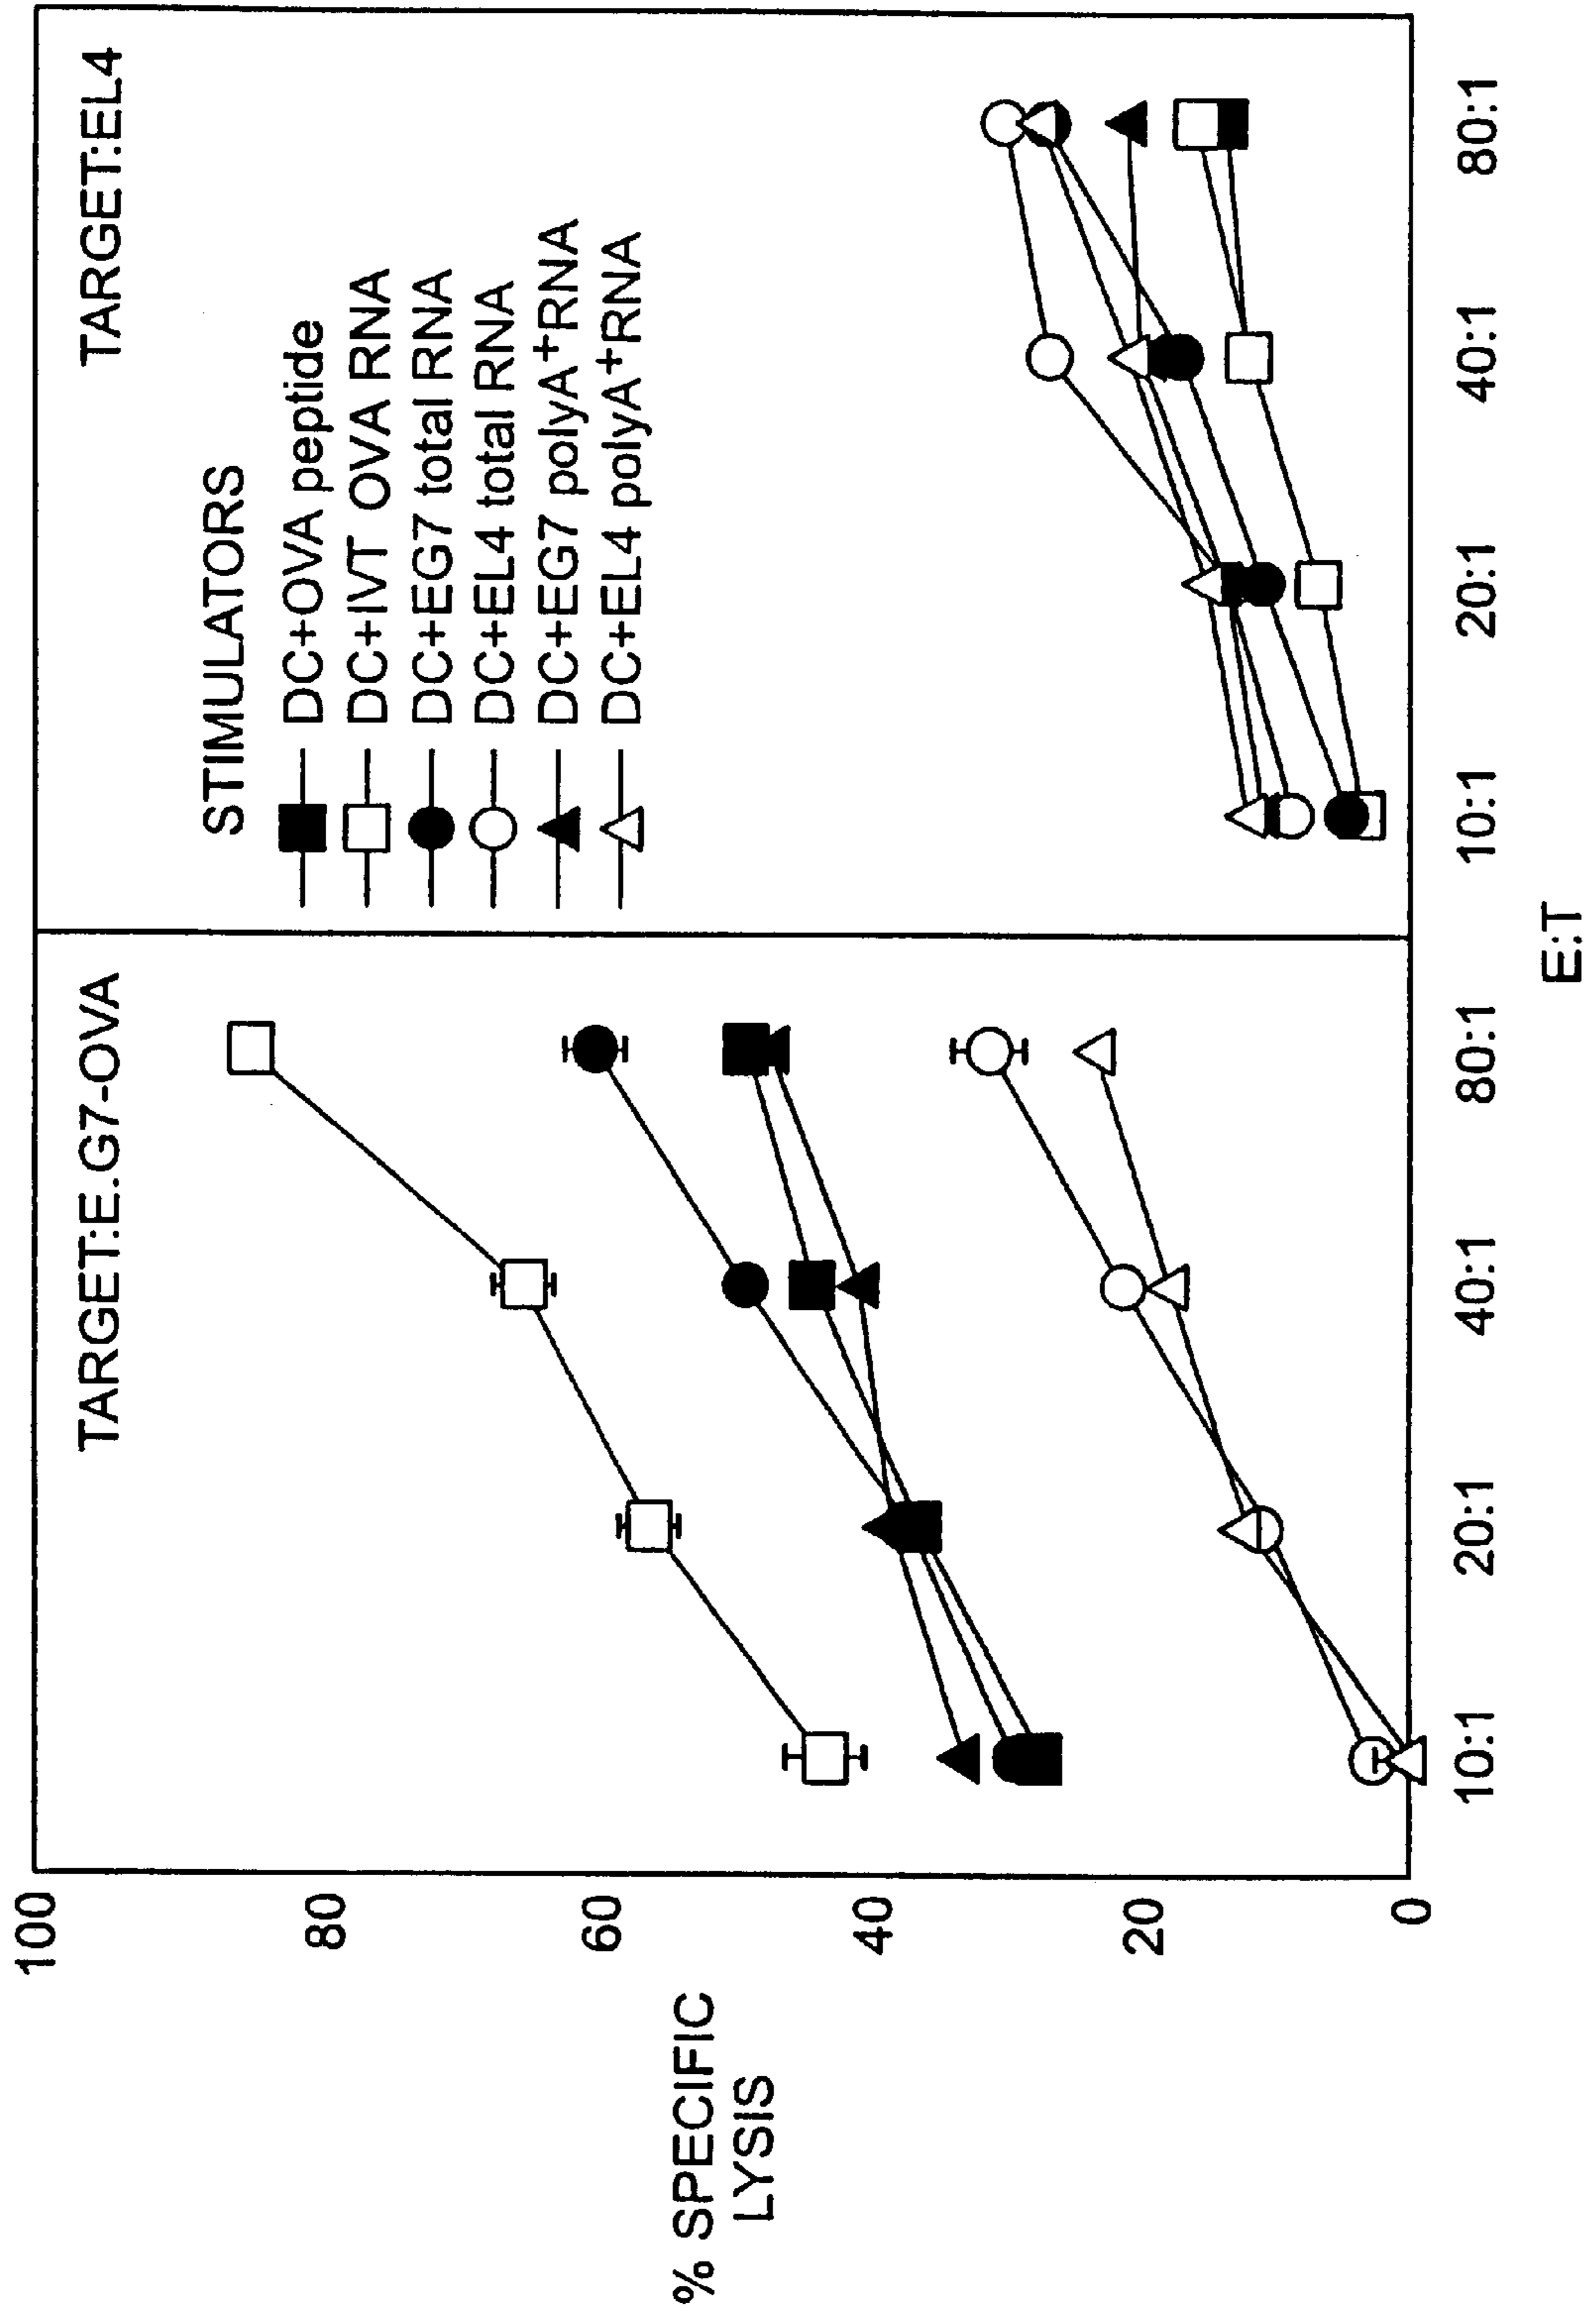 TARGET:E.G7-OVA
TARGET:EL4
STIMULATORS
DC+OVA peptide
DC+IVT OVA RNA
DC+EG7 total RNA
DC+EL4 total RNA
DC+EG7 polyA+RNA
DC+EL4 polyA+RNA
% SPECIFIC
LYSIS
100
80
60
40
20
0
10:1 20:1 40:1 80:1 10:1 20:1 40:1 80:1
E:T